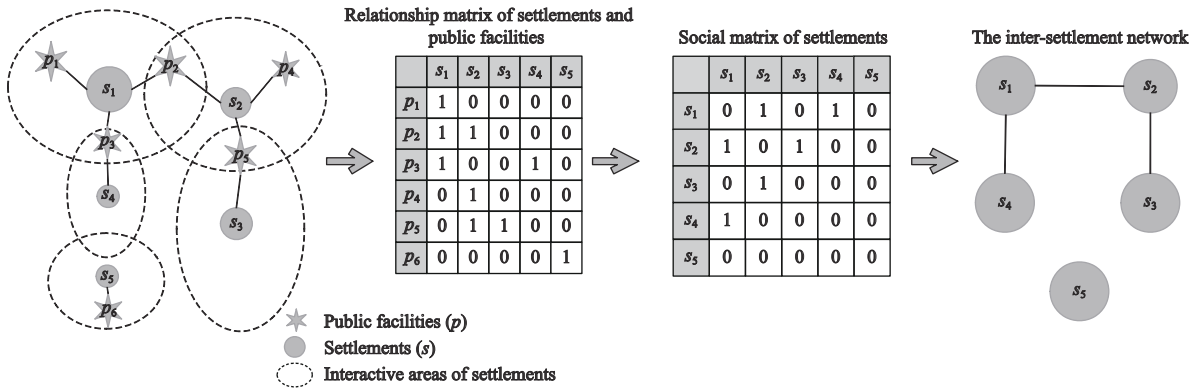 Relationship matrix of settlements and
public facilities
Social matrix of settlements
The inter-settlement network
p1
p2
p4
s1
s2
p3
p5
s4
s3
s5
p6
s1 s2 s3 s4 s5
p1 1 0 0 0 0
p2 1 1 0 0 0
p3 1 0 0 1 0
p4 0 1 0 0 0
p5 0 1 1 0 0
p6 0 0 0 0 1
s1 s2 s3 s4 s5
s1 0 1 0 1 0
s2 1 0 1 0 0
s3 0 1 0 0 0
s4 1 0 0 0 0
s5 0 0 0 0 0
s1 s2
s4 s3
s5
Public facilities (p)
Settlements (s)
Interactive areas of settlements